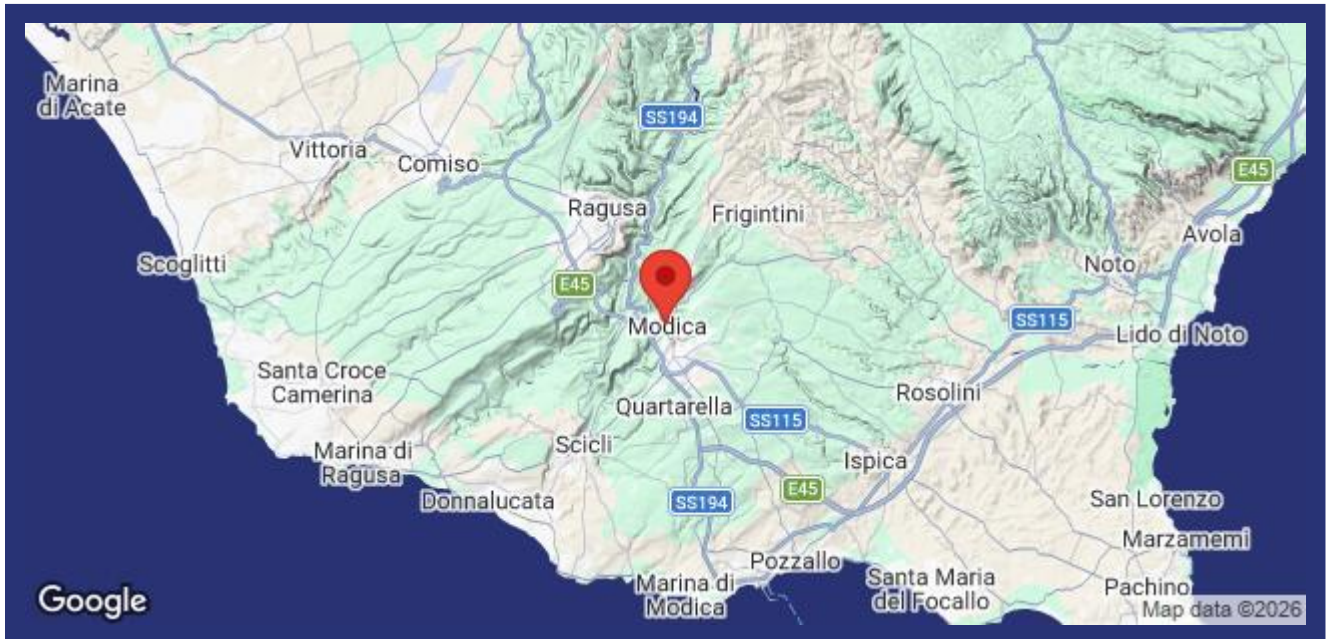 Marina
di Acate
SS194
Vittoria
Comiso
E45
Ragusa
Frigintini
Avola
Scoglitti
Noto
E45
Modica
SS115
Lido di Noto
Santa Croce
Camerina
Rosolini
Quartarella
SS115
Scicli
Marina di
Ragusa
Ispica
Donnalucata
SS194
E45
San Lorenzo
Marzamemi
Pozzallo
Marina di
Modica
Santa Maria
del Focallo
Pachino
Google
Map data ©2026